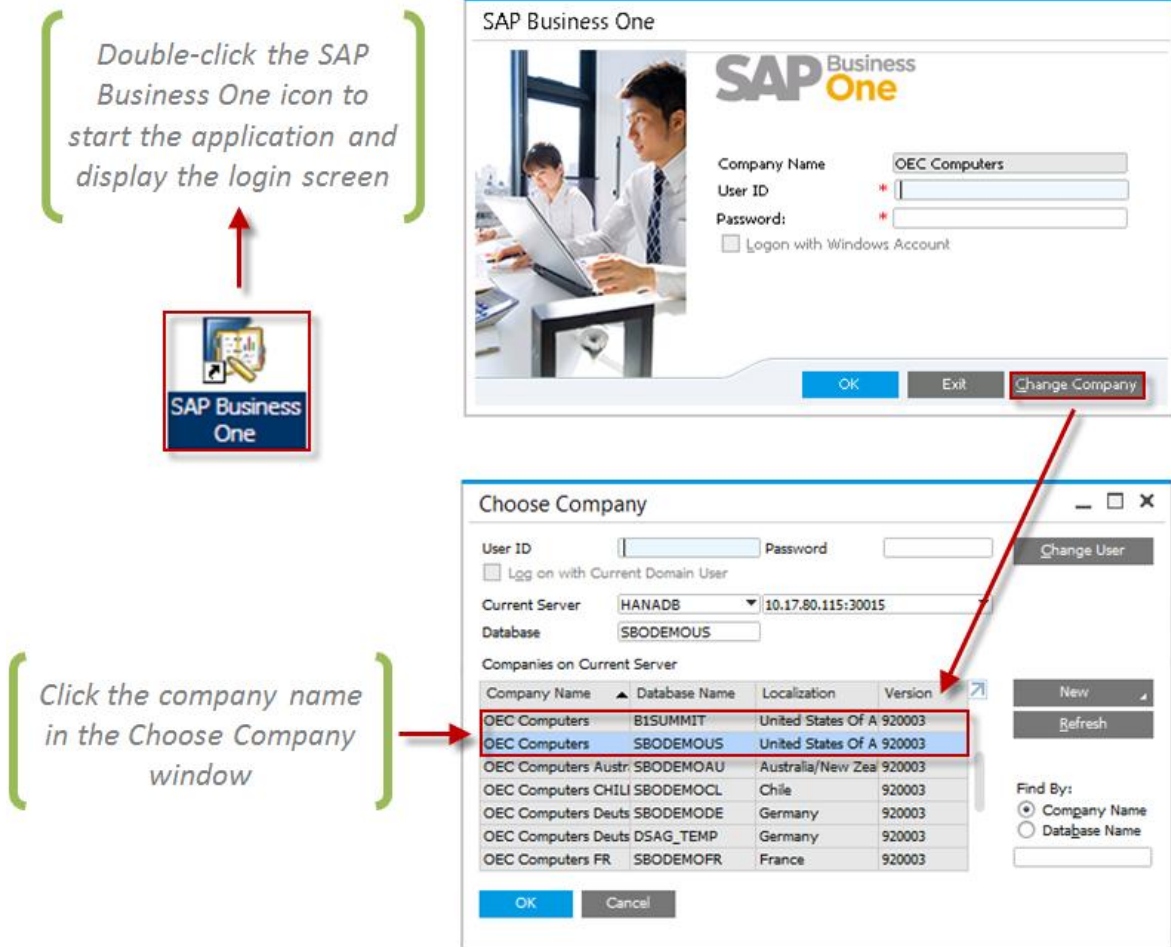 Double-click the SAP
Business One icon to
start the application and
display the login screen
SAP Business
One
SAP Business One
SAP Business One
Company Name OEC Computers
User ID *
Password: *
Logon with Windows Account
OK Exit Change Company
Click the company name
in the Choose Company
window
Choose Company
User ID Password Change User
Log on with Current Domain User
Current Server HANADB 10.17.80.115:30015
Database SBODEMOUS
Companies on Current Server
Company Name Database Name Localization Version
OEC Computers B1SUMMIT United States Of A 920003
OEC Computers SBODEMOUS United States Of A 920003
OEC Computers Austr SBODEMOAU Australia/New Zea 920003
OEC Computers CHIL SBODEMOCL Chile 920003
OEC Computers Deuts SBODEMODE Germany 920003
OEC Computers Deuts DSAG_TEMP Germany 920003
OEC Computers FR SBODEMOFR France 920003
New
Refresh
Find By:
Company Name
Database Name
OK Cancel